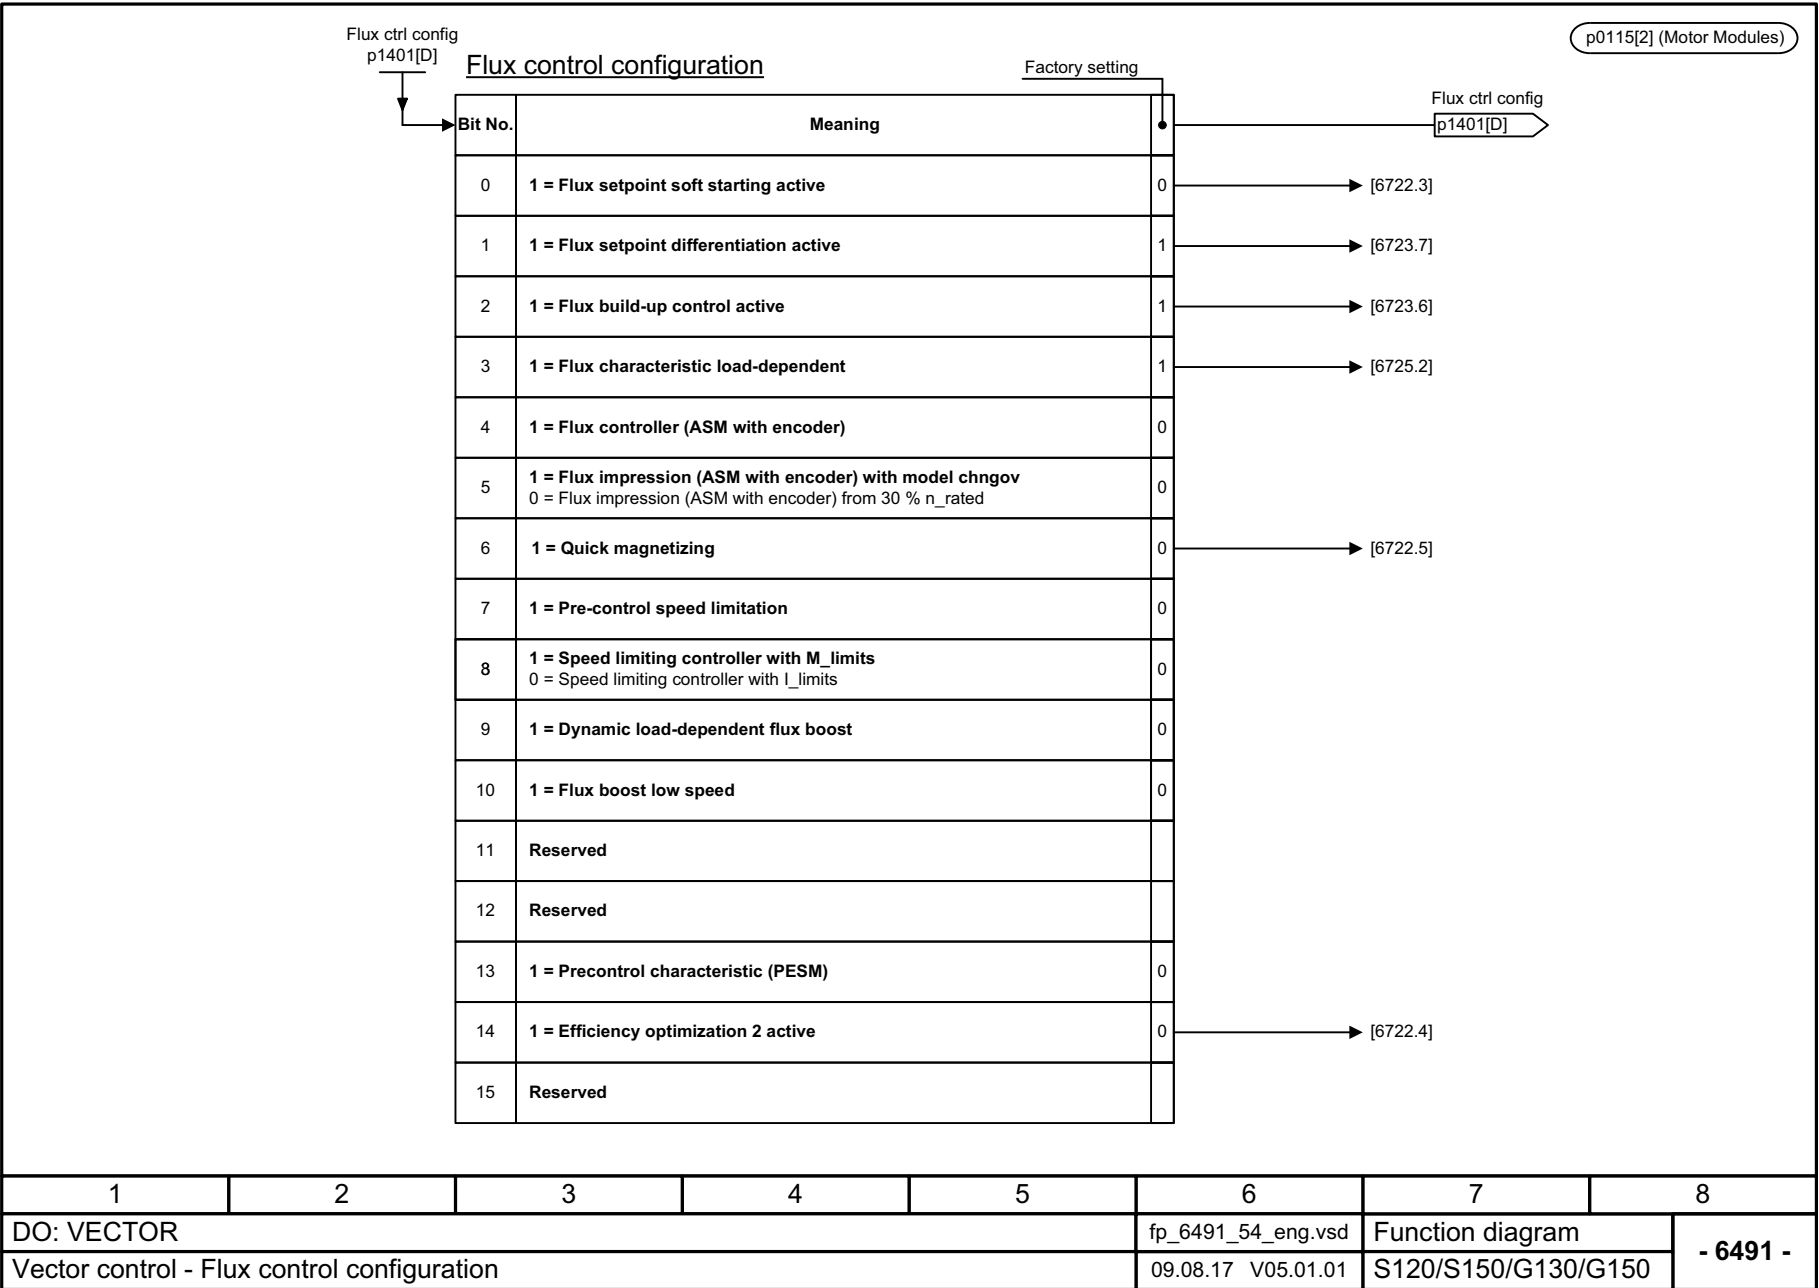 Flux ctrl config
p1401[D]
Flux control configuration
Factory setting
p0115[2] (Motor Modules)
Flux ctrl config
p1401[D]
Bit No. Meaning
0 1 = Flux setpoint soft starting active 0 [6722.3]
1 1 = Flux setpoint differentiation active 1 [6723.7]
2 1 = Flux build-up control active 1 [6723.6]
3 1 = Flux characteristic load-dependent 1 [6725.2]
4 1 = Flux controller (ASM with encoder) 0
5 1 = Flux impression (ASM with encoder) with model chngov 0
0 = Flux impression (ASM with encoder) from 30 % n_rated
6 1 = Quick magnetizing 0 [6722.5]
7 1 = Pre-control speed limitation 0
8 1 = Speed limiting controller with M_limits 0
0 = Speed limiting controller with I_limits
9 1 = Dynamic load-dependent flux boost 0
10 1 = Flux boost low speed 0
11 Reserved
12 Reserved
13 1 = Precontrol characteristic (PESM) 0
14 1 = Efficiency optimization 2 active 0 [6722.4]
15 Reserved
1 2 3 4 5 6 7 8
DO: VECTOR fp_6491_54_eng.vsd Function diagram
- 6491 -
Vector control - Flux control configuration 09.08.17 V05.01.01 S120/S150/G130/G150